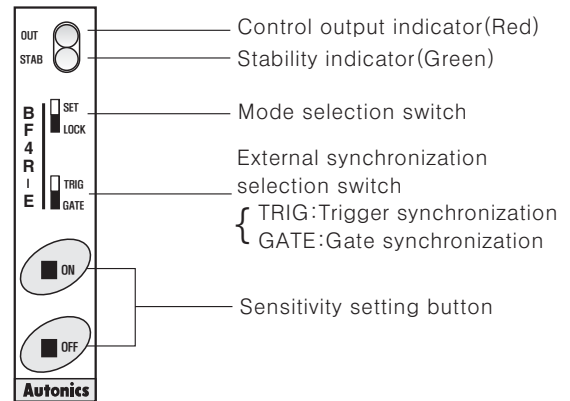 OUT
STAB
Control output indicator(Red)
Stability indicator(Green)
BF4R-E
SET
LOCK
Mode selection switch
TRIG
GATE
External synchronization
selection switch
{ TRIG:Trigger synchronization
GATE:Gate synchronization
ON
OFF
Sensitivity setting button
Autonics